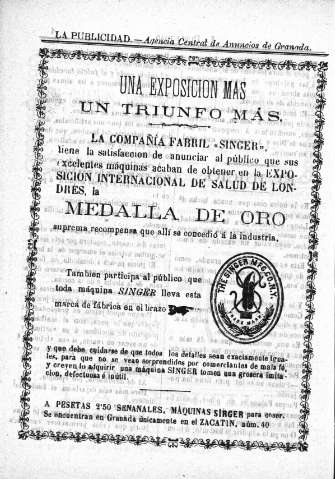 LA PUBLICIDAD.—Agencia Central de Anuncios de Granada.
UNA EXPOSICION MAS
UN TRIUNFO MÁS.
LA COMPAÑIA FABRIL «SINGER»,
tiene la satisfaccion de anunciar al público que sus
excelentes máquinas acaban de obtener en la EXPO-
SICION INTERNACIONAL DE SALUD DE LON-
DRES, la
MEDALLA DE ORO
suprema recompensa que allí se concedió á la industria.
Tambien participa al público que
toda máquina SINGER lleva esta
marca de fábrica en el brazo
THE SINGER MFG. CO. N.Y.
TRADE MARK
y que debe cuidarse de que todos los detalles sean exactamente igua-
les, para que no se vean sorprendidos por comerciantes de mala fé,
y creyendo adquirir una máquina SINGER tomen una grosera imita-
cion, defectuosa é inútil.
A PESETAS 2'50 SEMANALES, MÁQUINAS SINGER para coser.
Se encuentran en Granada únicamente en el ZACATIN, núm. 40